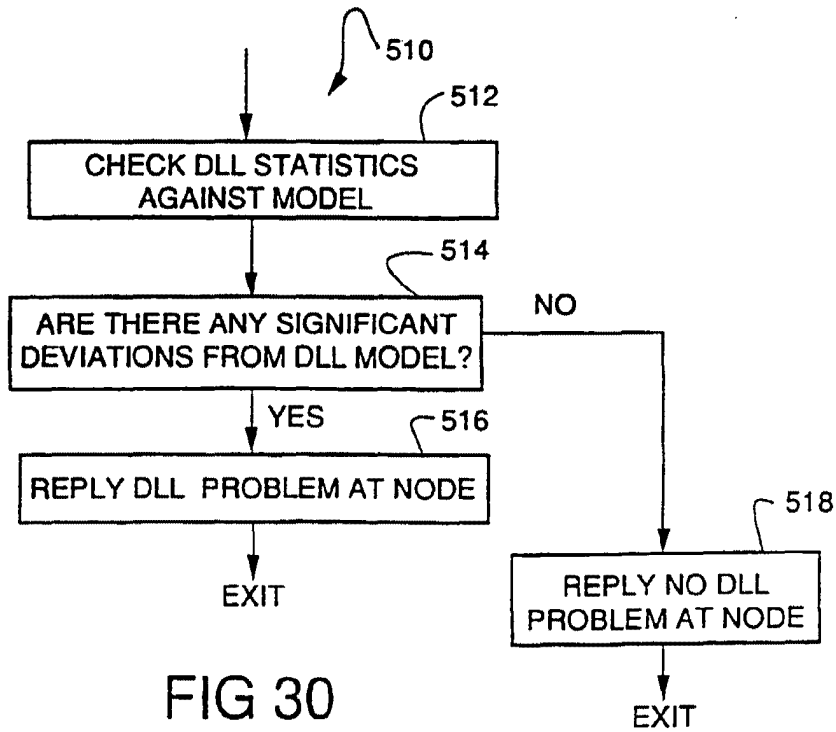 510
512
CHECK DLL STATISTICS
AGAINST MODEL
514
ARE THERE ANY SIGNIFICANT
DEVIATIONS FROM DLL MODEL?
NO
YES
516
REPLY DLL PROBLEM AT NODE
518
EXIT
REPLY NO DLL
PROBLEM AT NODE
FIG 30
EXIT